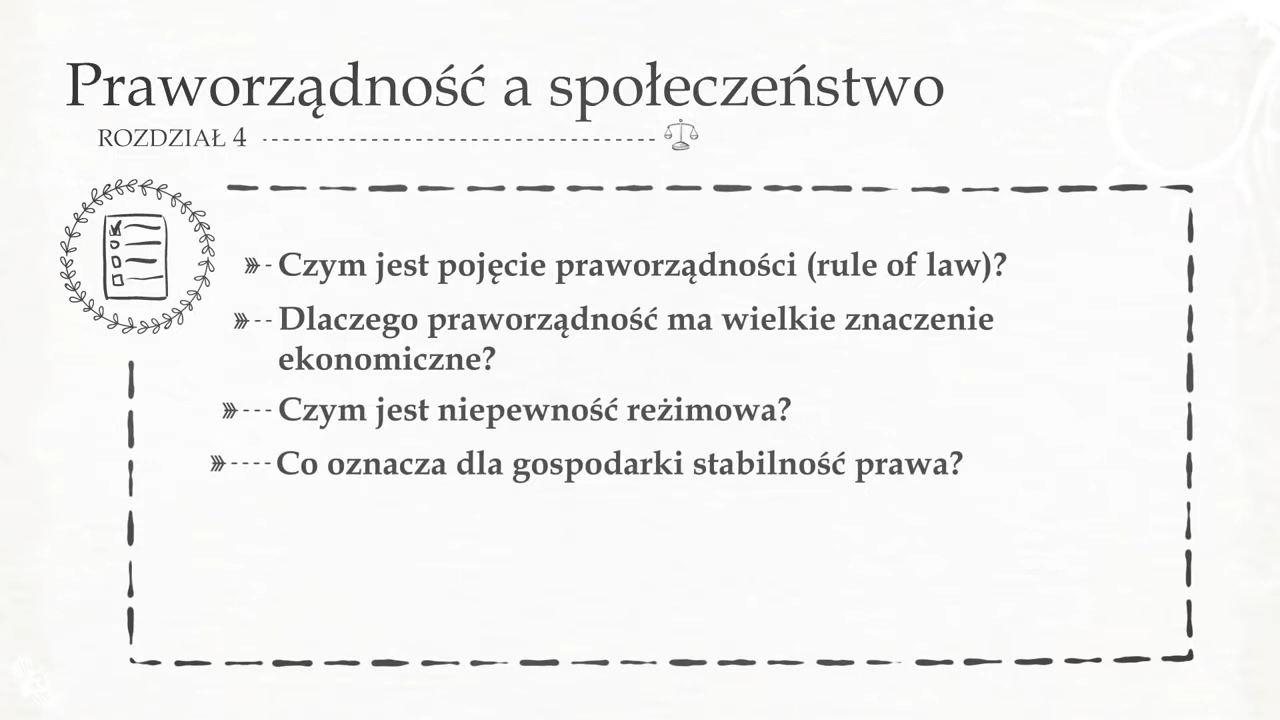 Praworządność a społeczeństwo
ROZDZIAŁ 4
Czym jest pojęcie praworządności (rule of law)?
Dlaczego praworządność ma wielkie znaczenie
ekonomiczne?
Czym jest niepewność reżimowa?
Co oznacza dla gospodarki stabilność prawa?